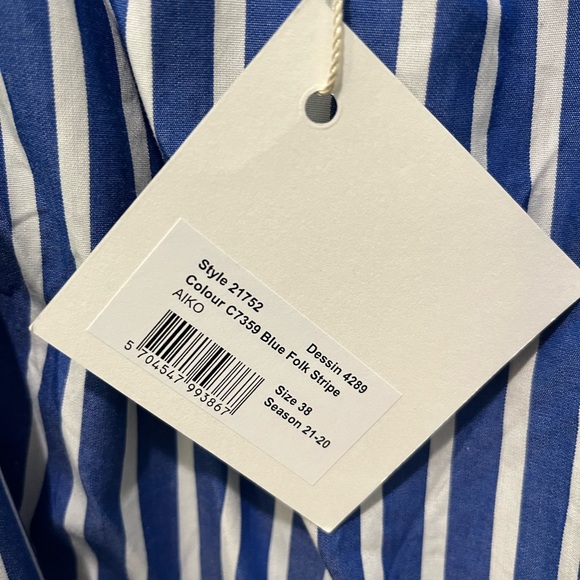 Style 21752 Dessin 4289
Colour C7359 Blue Folk Stripe
AIKO
Size 38
Season 21-20
5 704547 993867